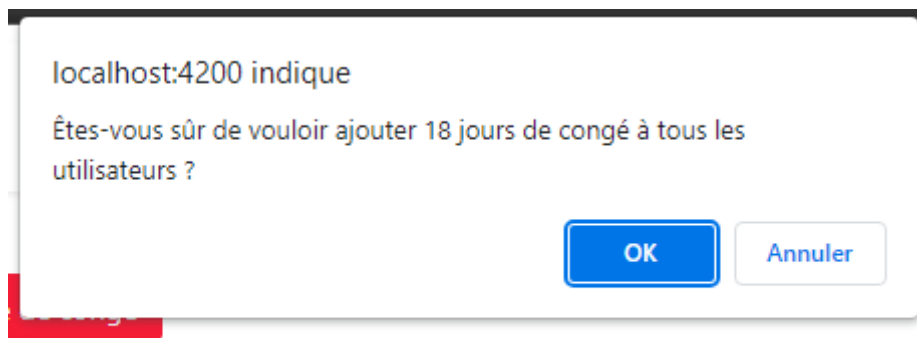 localhost:4200 indique
Êtes-vous sûr de vouloir ajouter 18 jours de congé à tous les
utilisateurs ?
OK
Annuler